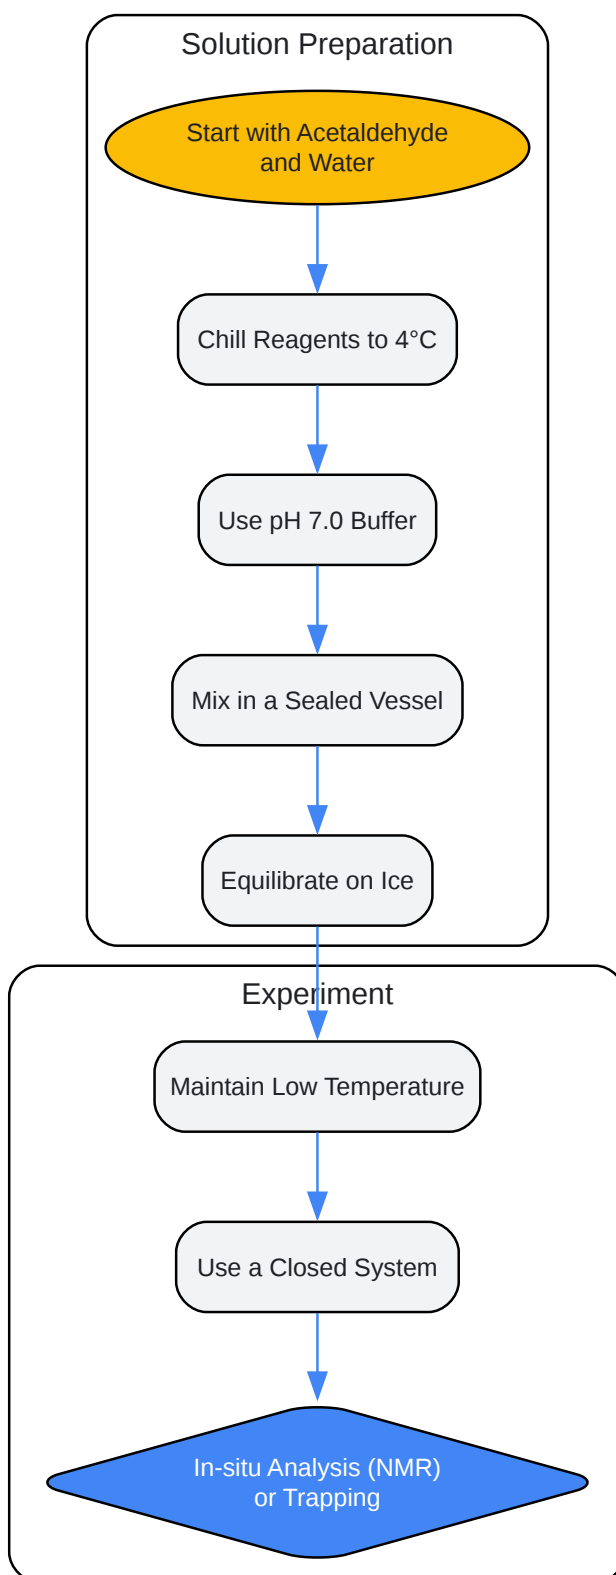 Solution Preparation
Start with Acetaldehyde
and Water
Chill Reagents to 4°C
Use pH 7.0 Buffer
Mix in a Sealed Vessel
Equilibrate on Ice
Experiment
Maintain Low Temperature
Use a Closed System
In-situ Analysis (NMR)
or Trapping